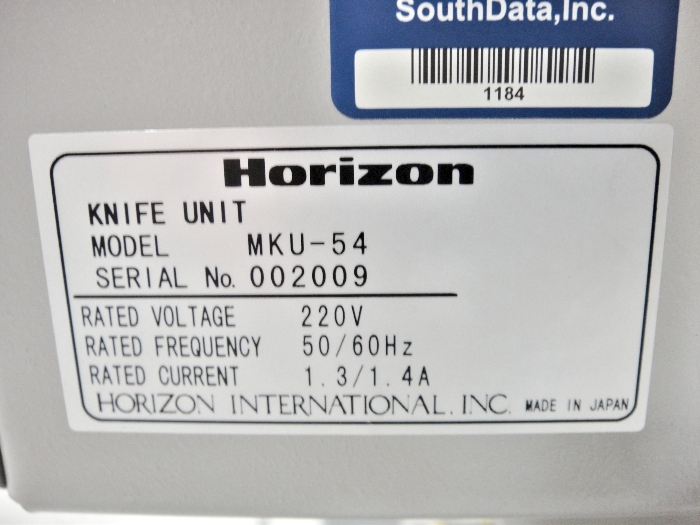 SouthData,Inc.
1184
Horizon
KNIFE UNIT
MODEL MKU-54
SERIAL No. 002009
RATED VOLTAGE 220V
RATED FREQUENCY 50/60Hz
RATED CURRENT 1.3/1.4A
HORIZON INTERNATIONAL.INC. MADE IN JAPAN